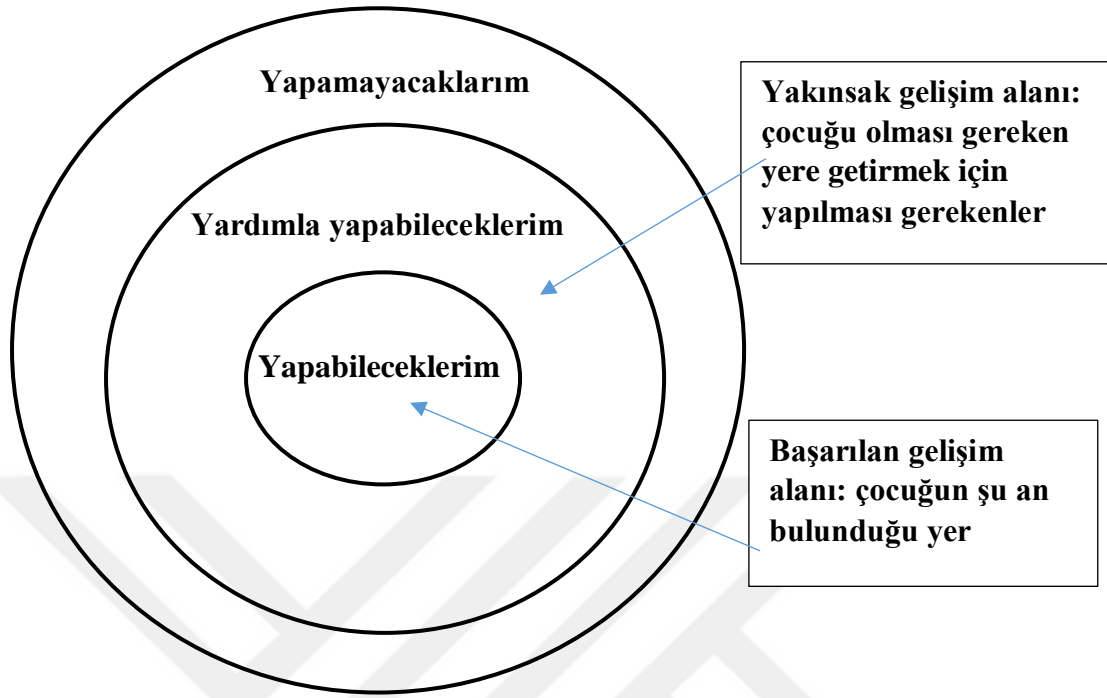 Yapamayacaklarım
Yakınsak gelişim alanı:
çocuğu olması gereken
yere getirmek için
yapılması gerekenler
Yardımla yapabileceklerim
Yapabileceklerim
Başarılan gelişim
alanı: çocuğun şu an
bulunduğu yer